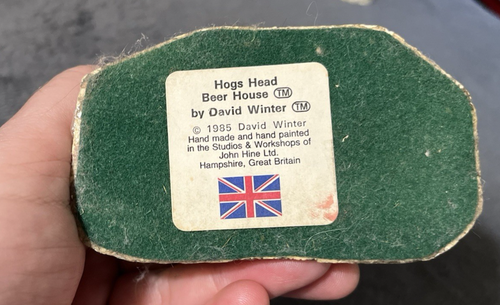 Hogs Head
Beer House TM
by David Winter TM
© 1985 David Winter
Hand made and hand painted
in the Studios & Workshops of
John Hine Ltd.
Hampshire, Great Britain